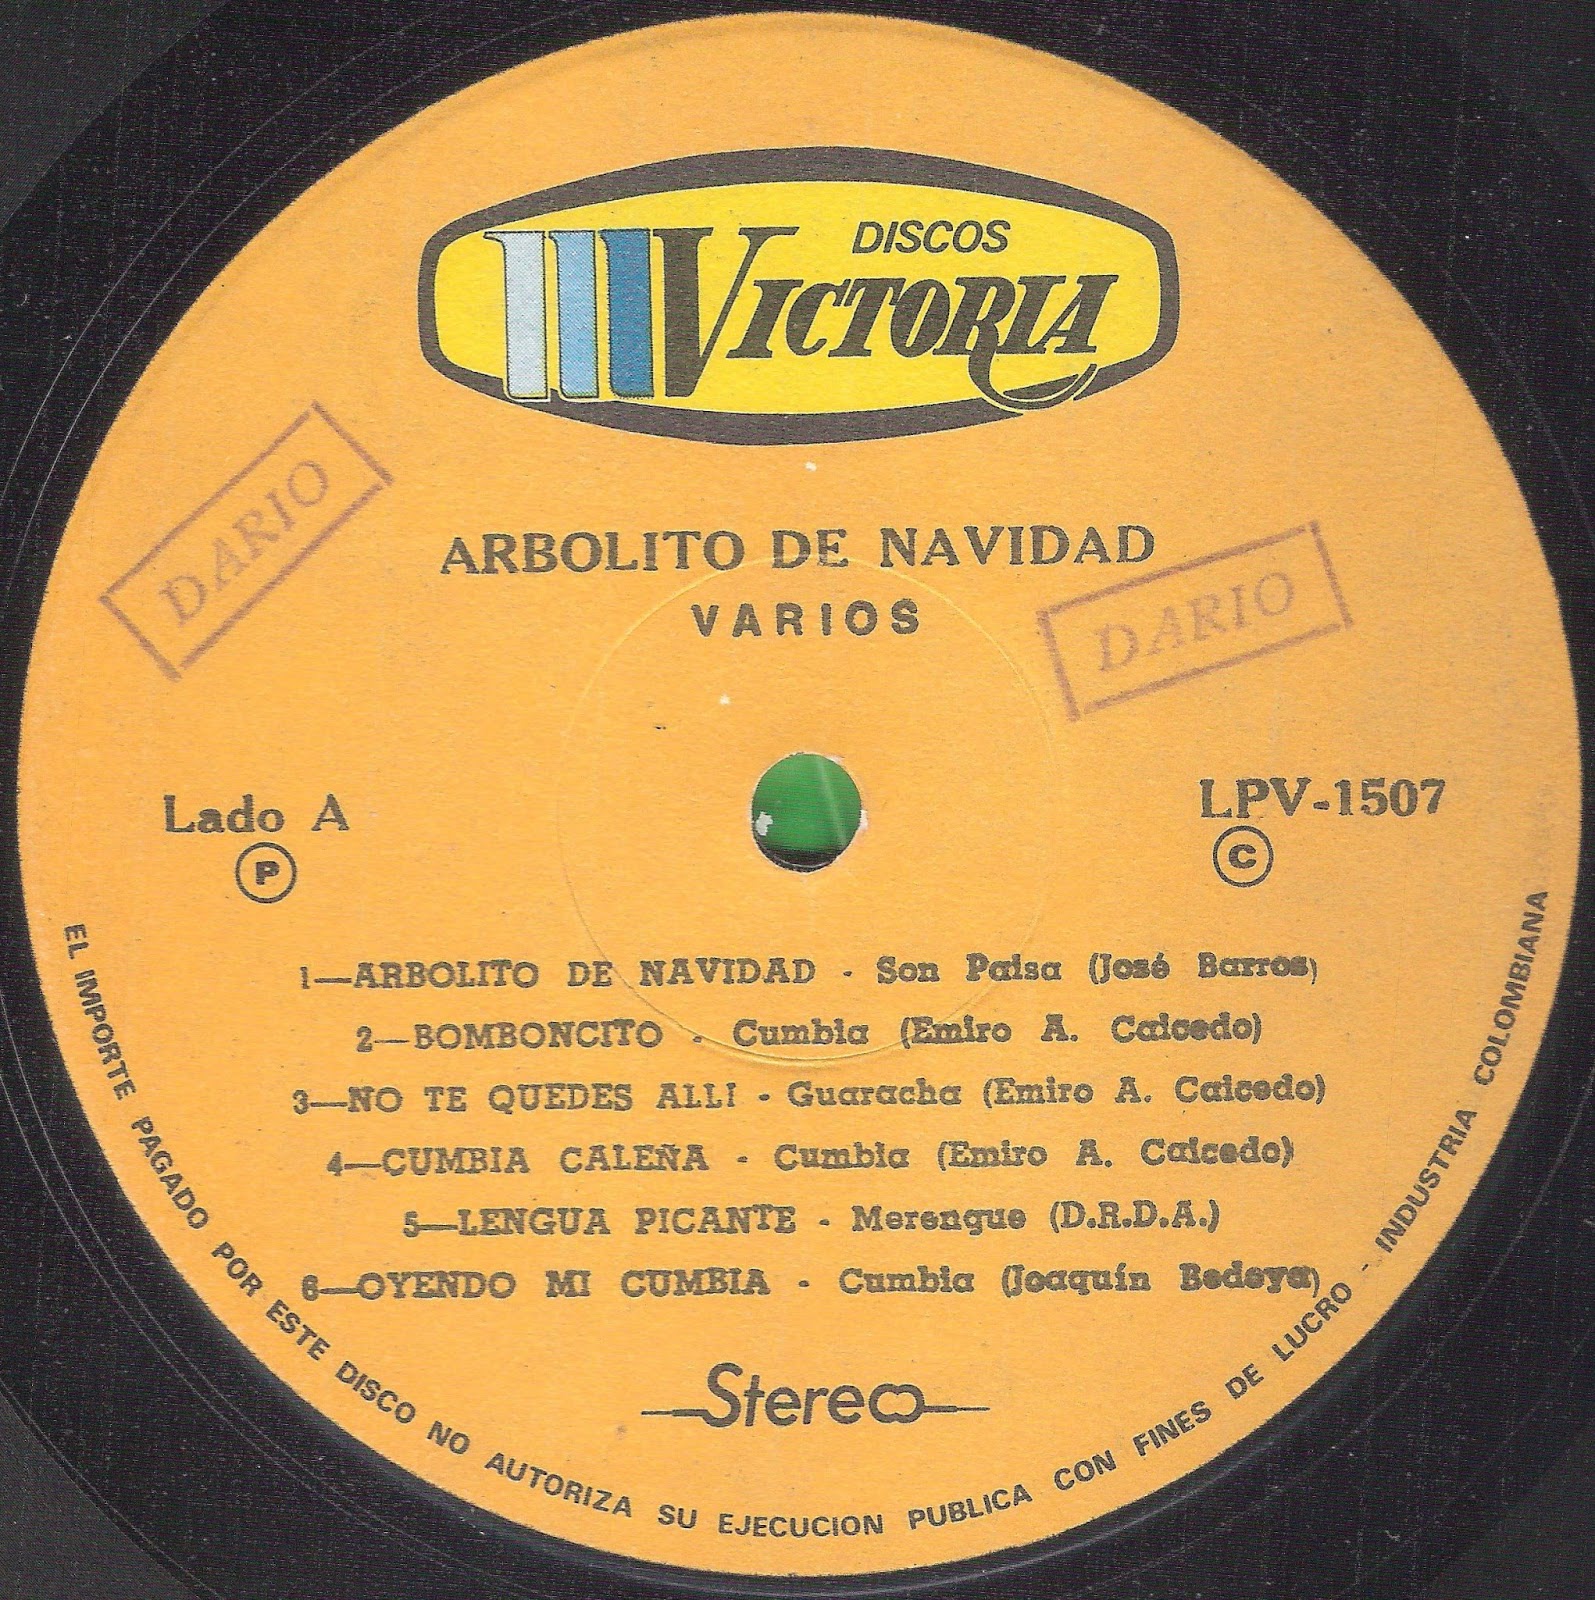 DISCOS
VICTORIA
DARIO
ARBOLITO DE NAVIDAD
VARIOS
DARIO
Lado A
LPV-1507
P
C
1—ARBOLITO DE NAVIDAD - Son Paisa (José Barros)
2—BOMBONCITO - Cumbia (Emiro A. Caicedo)
3—NO TE QUEDES ALLI - Guaracha (Emiro A. Caicedo)
4—CUMBIA CALEÑA - Cumbia (Emiro A. Caicedo)
5—LENGUA PICANTE - Merengue (D.R.D.A.)
6—OYENDO MI CUMBIA - Cumbia (Joaquín Bedoya)
Stereo
EL IMPORTE PAGADO POR ESTE DISCO NO AUTORIZA SU EJECUCION PUBLICA CON FINES DE LUCRO - INDUSTRIA COLOMBIANA